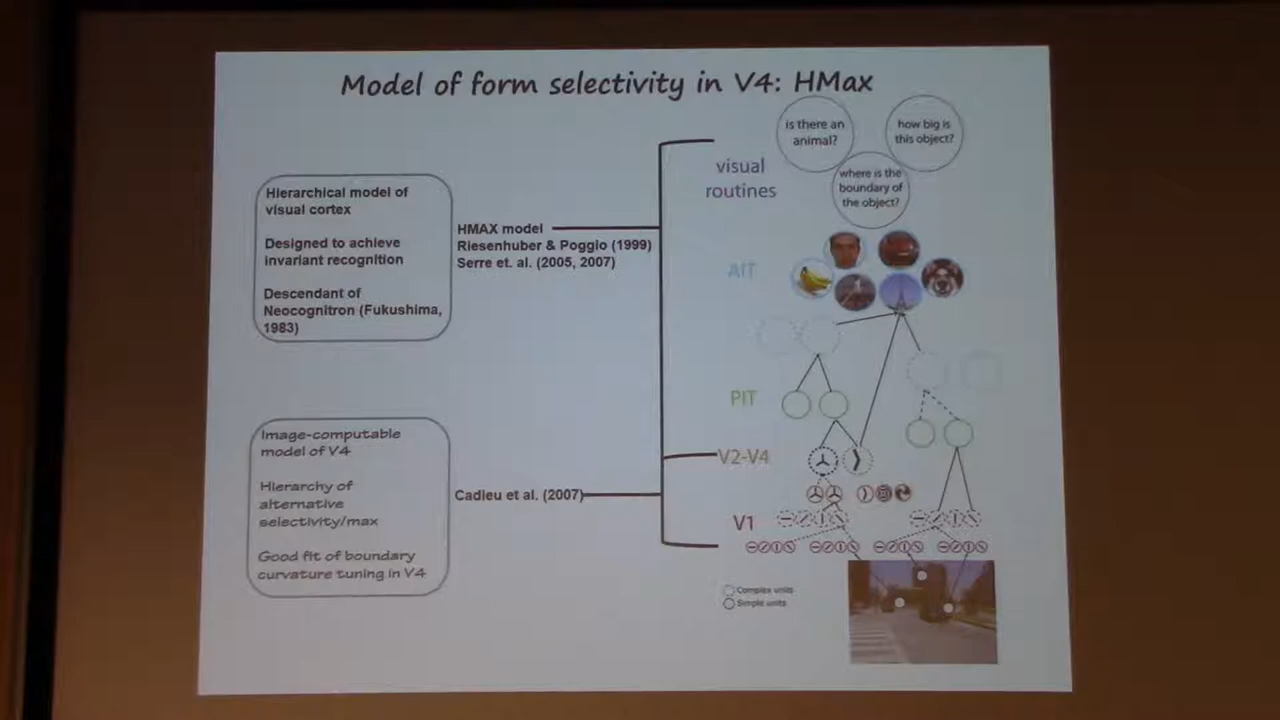 Model of form selectivity in V4: HMax
is there an
animal?
how big is
this object?
where is the
boundary of
the object?
visual
routines
Hierarchical model of
visual cortex
Designed to achieve
invariant recognition
Descendant of
Neocognitron (Fukushima,
1983)
HMAX model
Riesenhuber & Poggio (1999)
Serre et. al. (2005, 2007)
AIT
PIT
V2-V4
V1
Image-computable
model of V4
Hierarchy of
alternative
selectivity/max
Good fit of boundary
curvature tuning in V4
Cadieu et al. (2007)
Complex units
Simple units